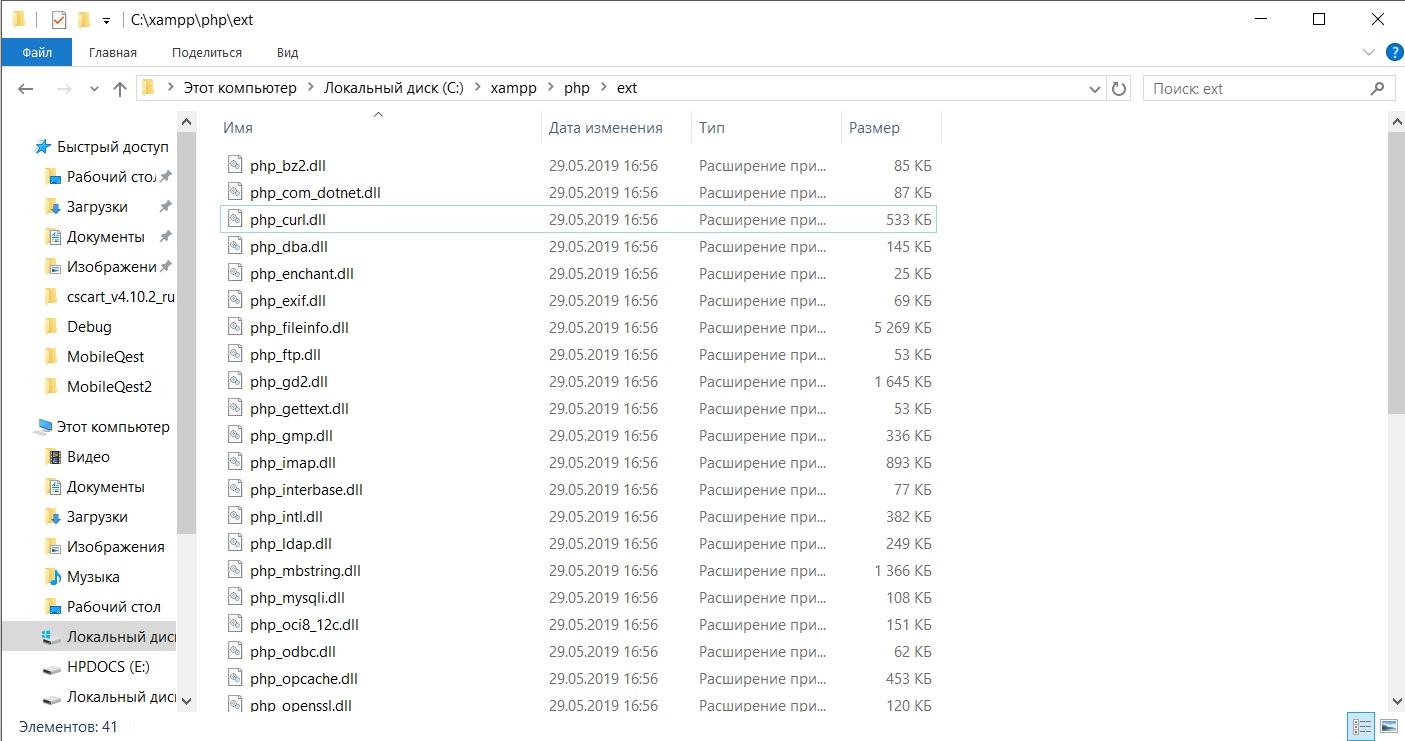 C:\xampp\php\ext
Файл Главная Поделиться Вид
Этот компьютер Локальный диск (C:) xampp php ext
Поиск: ext
Быстрый доступ
Рабочий стол
Загрузки
Документы
Изображени
cscart_v4.10.2_ru
Debug
MobileQest
MobileQest2
Этот компьютер
Видео
Документы
Загрузки
Изображения
Музыка
Рабочий стол
Локальный дис
HPDOCS (E:)
Локальный дис
Имя Дата изменения Тип Размер
php_bz2.dll 29.05.2019 16:56 Расширение при... 85 КБ
php_com_dotnet.dll 29.05.2019 16:56 Расширение при... 87 КБ
php_curl.dll 29.05.2019 16:56 Расширение при... 533 КБ
php_dba.dll 29.05.2019 16:56 Расширение при... 145 КБ
php_enchant.dll 29.05.2019 16:56 Расширение при... 25 КБ
php_exif.dll 29.05.2019 16:56 Расширение при... 69 КБ
php_fileinfo.dll 29.05.2019 16:56 Расширение при... 5 269 КБ
php_ftp.dll 29.05.2019 16:56 Расширение при... 53 КБ
php_gd2.dll 29.05.2019 16:56 Расширение при... 1 645 КБ
php_gettext.dll 29.05.2019 16:56 Расширение при... 53 КБ
php_gmp.dll 29.05.2019 16:56 Расширение при... 336 КБ
php_imap.dll 29.05.2019 16:56 Расширение при... 893 КБ
php_interbase.dll 29.05.2019 16:56 Расширение при... 77 КБ
php_intl.dll 29.05.2019 16:56 Расширение при... 382 КБ
php_ldap.dll 29.05.2019 16:56 Расширение при... 249 КБ
php_mbstring.dll 29.05.2019 16:56 Расширение при... 1 366 КБ
php_mysqli.dll 29.05.2019 16:56 Расширение при... 108 КБ
php_oci8_12c.dll 29.05.2019 16:56 Расширение при... 151 КБ
php_odbc.dll 29.05.2019 16:56 Расширение при... 62 КБ
php_opcache.dll 29.05.2019 16:56 Расширение при... 453 КБ
php_openssl.dll 29.05.2019 16:56 Расширение при... 120 КБ
Элементов: 41